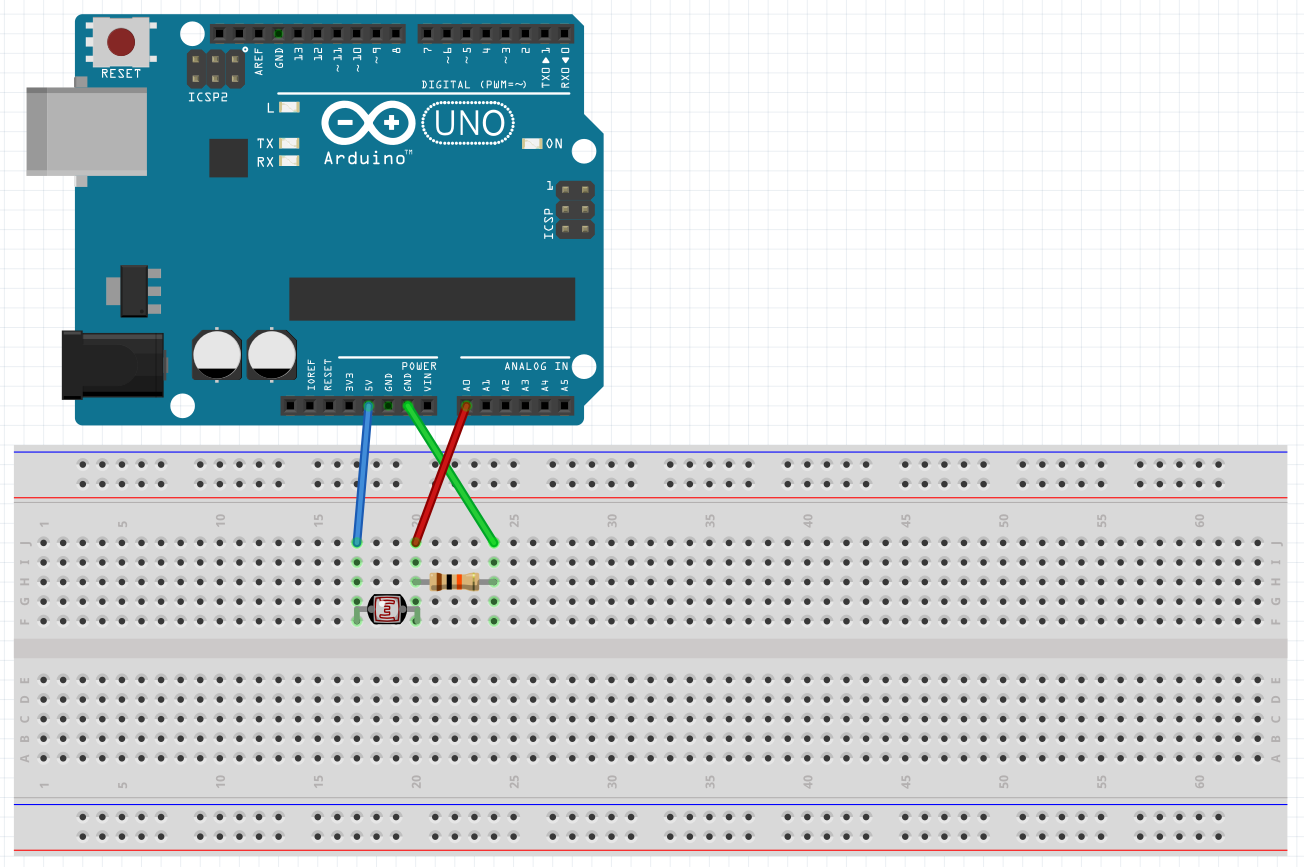 RESET
ICSP2
AREF
GND
13
12
~11
~10
~9
8
7
~6
~5
4
~3
2
TX0▶1
RX0◀0
DIGITAL (PWM=~)
L
TX
RX
Arduino™
UNO
ON
1
ICSP
IOREF
RESET
3V3
5V
GND
GND
VIN
POWER
A0
A1
A2
A3
A4
A5
ANALOG IN
1 5 10 15 20 25 30 35 40 45 50 55 60
J J
I I
H H
G G
F F
E E
D D
C C
B B
A A
1 5 10 15 20 25 30 35 40 45 50 55 60